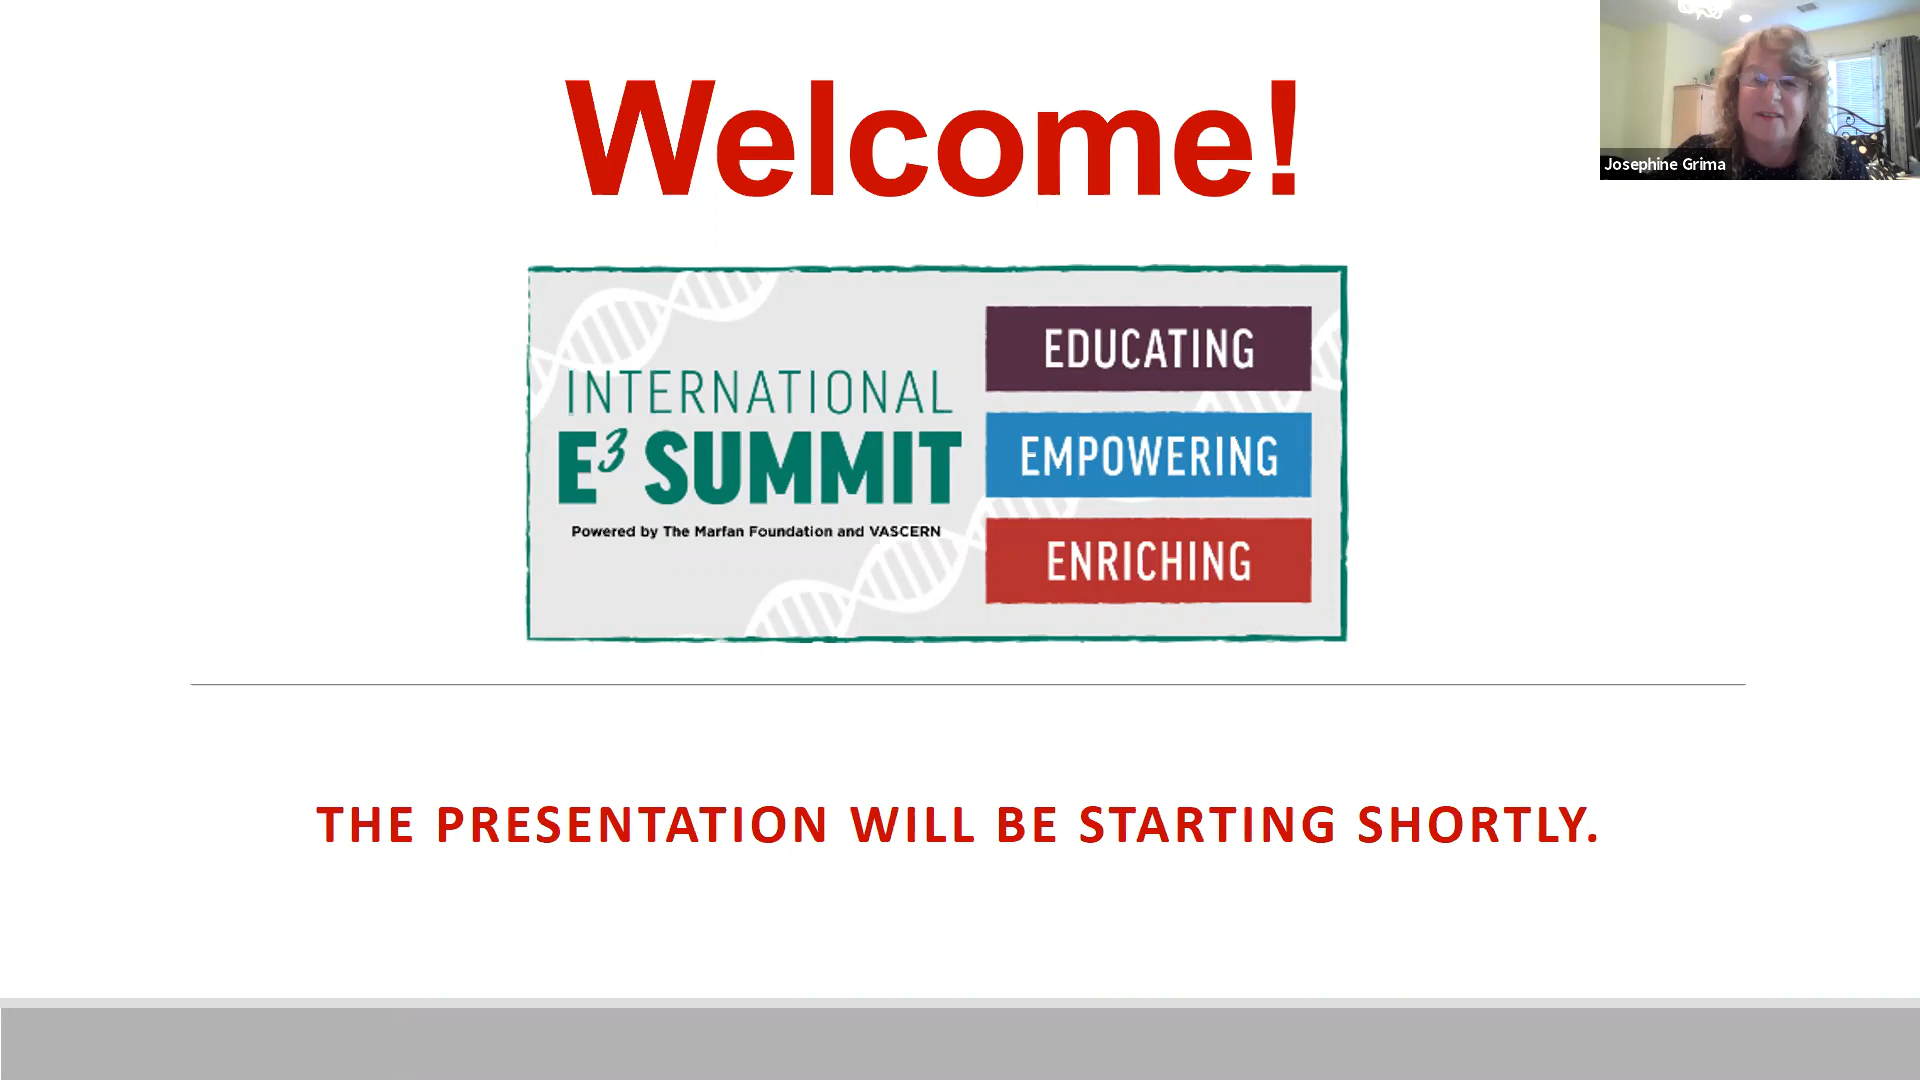 Welcome!
Josephine Grima
INTERNATIONAL
E³ SUMMIT
Powered by The Marfan Foundation and VASCERN
EDUCATING
EMPOWERING
ENRICHING
THE PRESENTATION WILL BE STARTING SHORTLY.